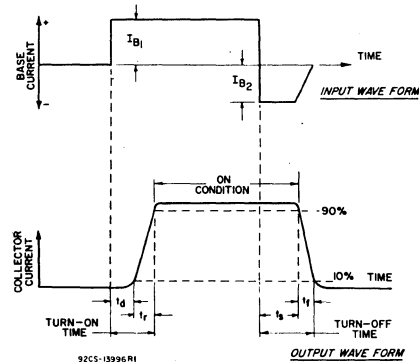 +
BASE
CURRENT
-
I B1
I B2
TIME
INPUT WAVE FORM
ON
CONDITION
90%
10%
COLLECTOR
CURRENT
TIME
td
tr
ts
tf
TURN-ON
TIME
TURN-OFF
TIME
92CS-13996R1
OUTPUT WAVE FORM